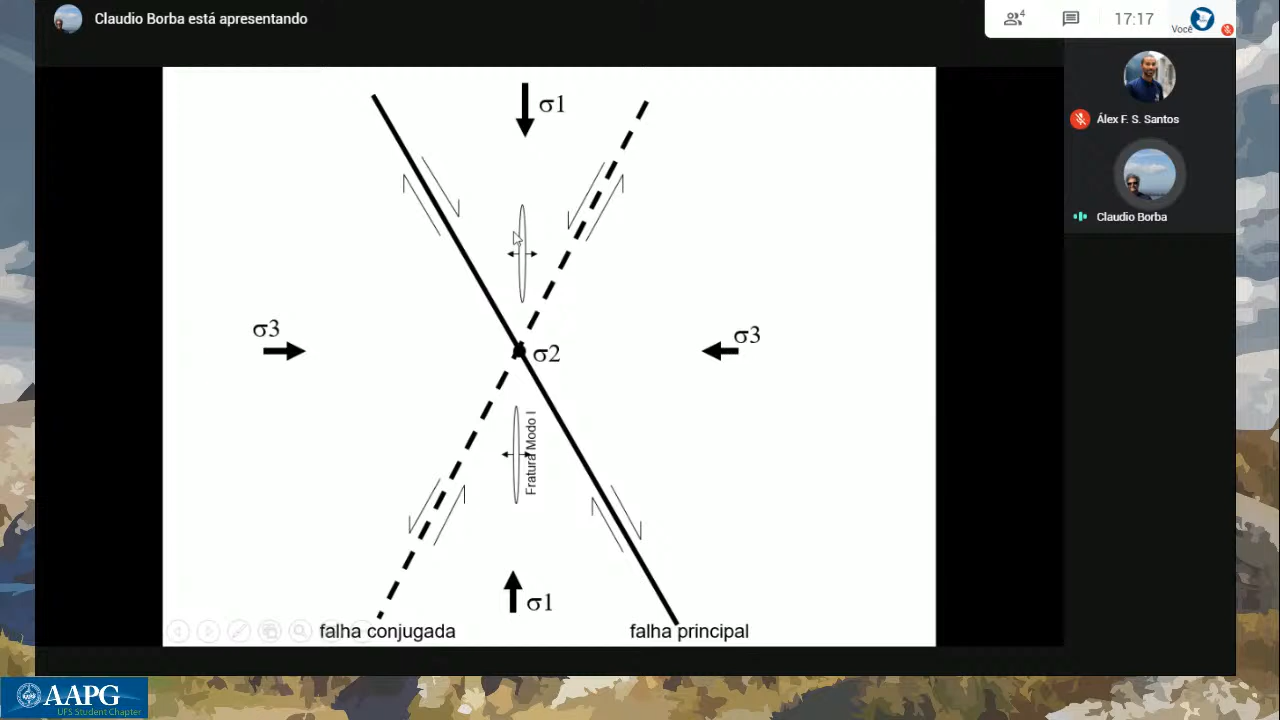 Claudio Borba está apresentando
4
17:17
Você
Álex F. S. Santos
Claudio Borba
σ1
σ3
σ3
σ2
Fratura Modo I
σ1
falha conjugada
falha principal
AAPG
UFS Student Chapter